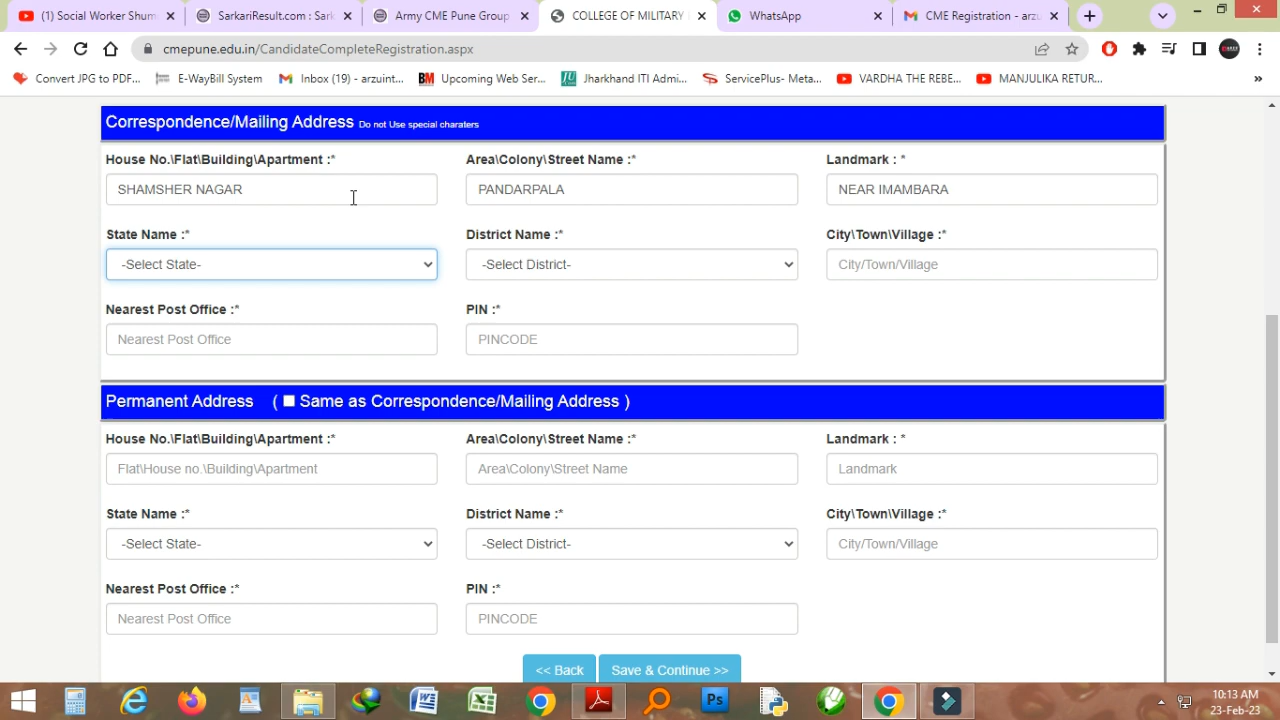 (1) Social Worker Shum
SarkariResult.com : Sark
Army CME Pune Group
COLLEGE OF MILITARY
WhatsApp
CME Registration - arzu
cmepune.edu.in/CandidateCompleteRegistration.aspx
Convert JPG to PDF...
E-WayBill System
Inbox (19) - arzuint...
BM Upcoming Web Ser...
Jharkhand ITI Admi...
ServicePlus- Meta...
VARDHA THE REBE...
MANJULIKA RETUR...
»
Correspondence/Mailing Address Do not Use special charaters
House No.\Flat\Building\Apartment :* Area\Colony\Street Name :* Landmark : *
SHAMSHER NAGAR PANDARPALA NEAR IMAMBARA
State Name :* District Name :* City\Town\Village :*
-Select State- -Select District- City/Town/Village
Nearest Post Office :* PIN :*
Nearest Post Office PINCODE
Permanent Address ( Same as Correspondence/Mailing Address )
House No.\Flat\Building\Apartment :* Area\Colony\Street Name :* Landmark : *
Flat\House no.\Building\Apartment Area\Colony\Street Name Landmark
State Name :* District Name :* City\Town\Village :*
-Select State- -Select District- City/Town/Village
Nearest Post Office :* PIN :*
Nearest Post Office PINCODE
<< Back Save & Continue >>
Ps
10:13 AM
23-Feb-23